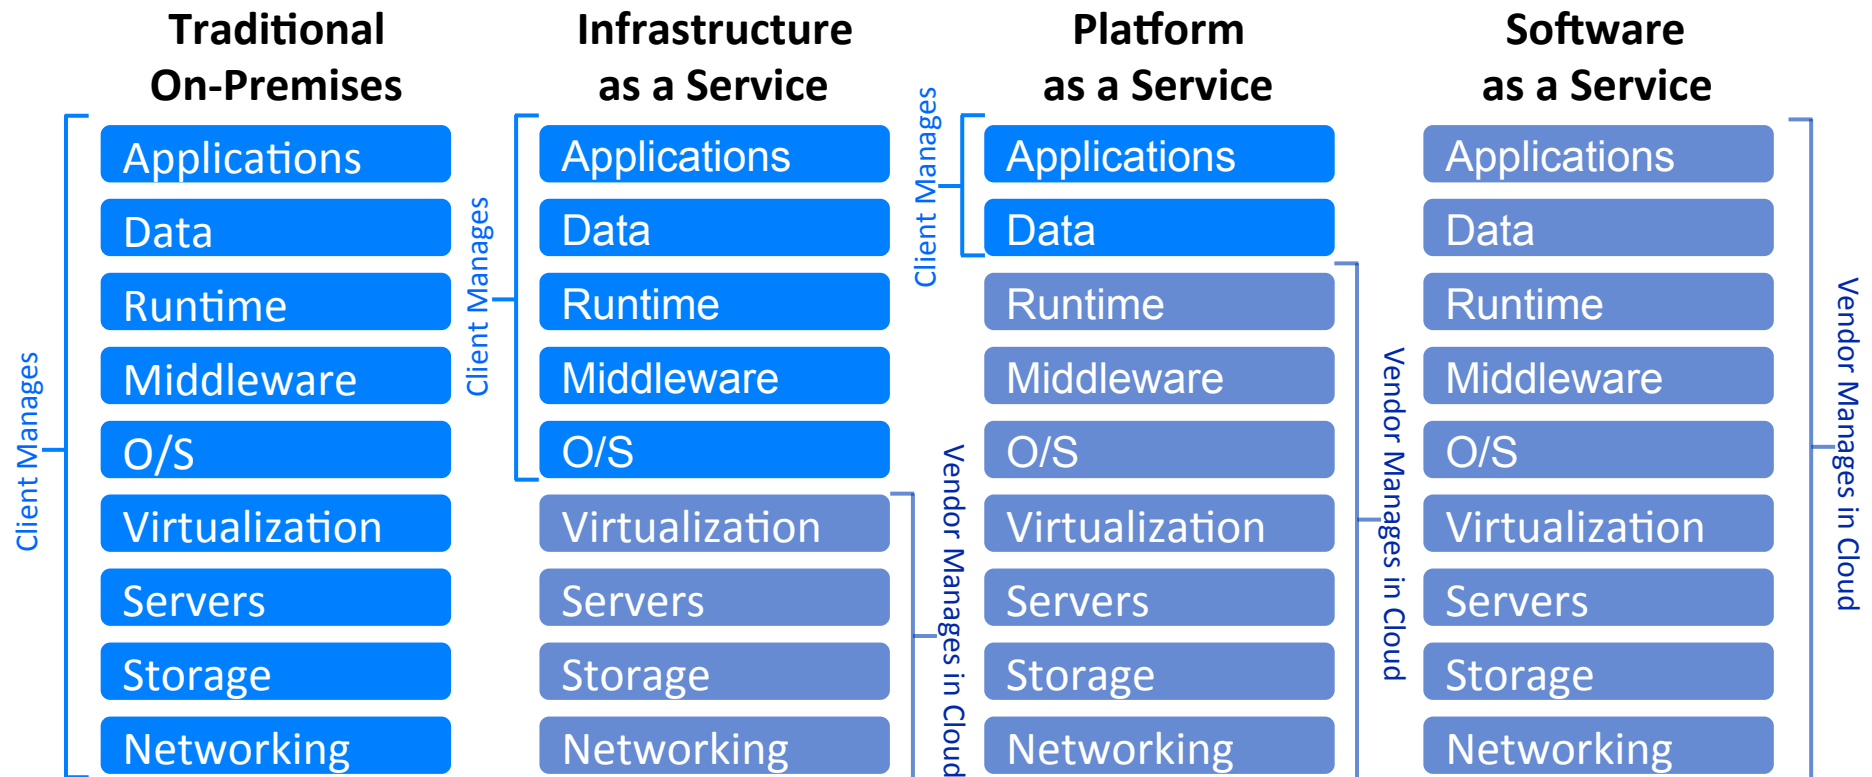 Traditional
On-Premises
Client Manages
Applications
Data
Runtime
Middleware
O/S
Virtualization
Servers
Storage
Networking
Infrastructure
as a Service
Client Manages
Applications
Data
Runtime
Middleware
O/S
Virtualization
Servers
Storage
Networking
Vendor Manages in Cloud
Platform
as a Service
Client Manages
Applications
Data
Runtime
Middleware
O/S
Virtualization
Servers
Storage
Networking
Vendor Manages in Cloud
Software
as a Service
Applications
Data
Runtime
Middleware
O/S
Virtualization
Servers
Storage
Networking
Vendor Manages in Cloud